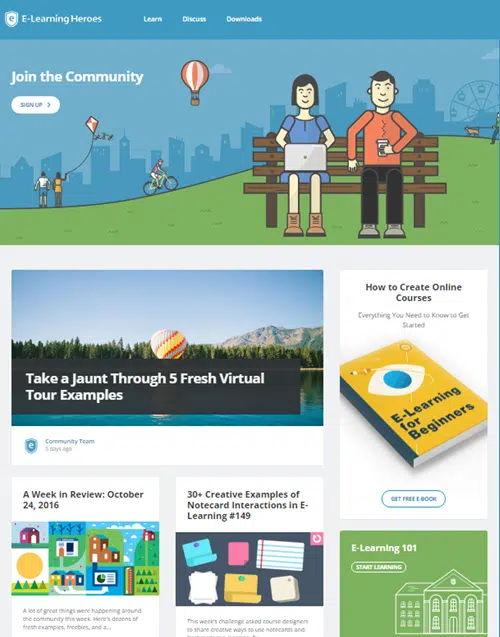 E-Learning Heroes
Learn
Discuss
Downloads
Join the Community
SIGN UP
Take a Jaunt Through 5 Fresh Virtual
Tour Examples
Community Team
5 days ago
How to Create Online
Courses
Everything You Need to Know to Get
Started
E-Learning
for
Beginners
GET FREE E-BOOK
A Week in Review: October
24, 2016
A lot of great things were happening around
the community this week. Here's dozens of
fresh examples, freebies, and a...
30+ Creative Examples of
Notecard Interactions in E-
Learning #149
This week's challenge asked course designers
to share creative ways to use notecards and
E-Learning 101
START LEARNING